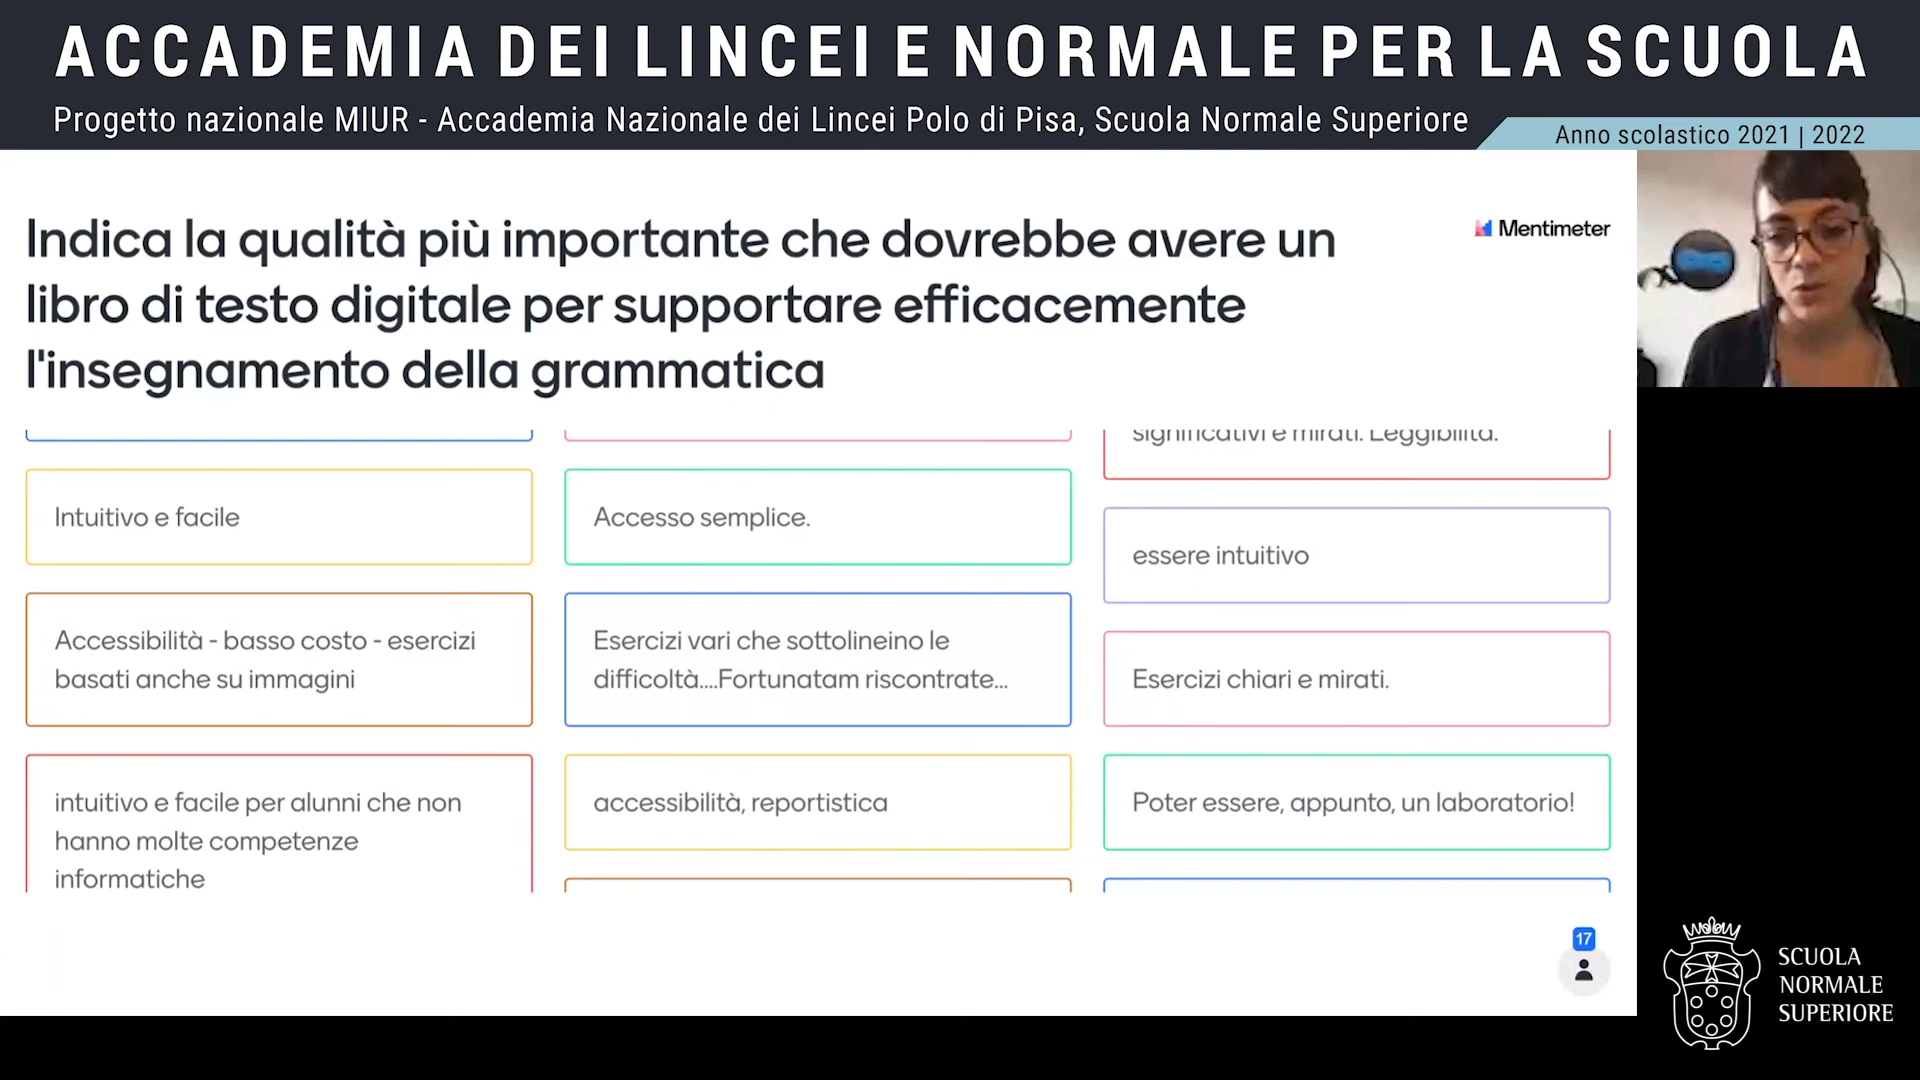 ACCADEMIA DEI LINCEI E NORMALE PER LA SCUOLA
Progetto nazionale MIUR - Accademia Nazionale dei Lincei Polo di Pisa, Scuola Normale Superiore
Anno scolastico 2021 | 2022
Indica la qualità più importante che dovrebbe avere un
libro di testo digitale per supportare efficacemente
l'insegnamento della grammatica
Mentimeter
Intuitivo e facile
Accessibilità - basso costo - esercizi
basati anche su immagini
intuitivo e facile per alunni che non
hanno molte competenze
informatiche
Accesso semplice.
Esercizi vari che sottolineino le
difficoltà....Fortunatam riscontrate...
accessibilità, reportistica
significativi e mirati. Leggibilità.
essere intuitivo
Esercizi chiari e mirati.
Poter essere, appunto, un laboratorio!
17
SCUOLA
NORMALE
SUPERIORE